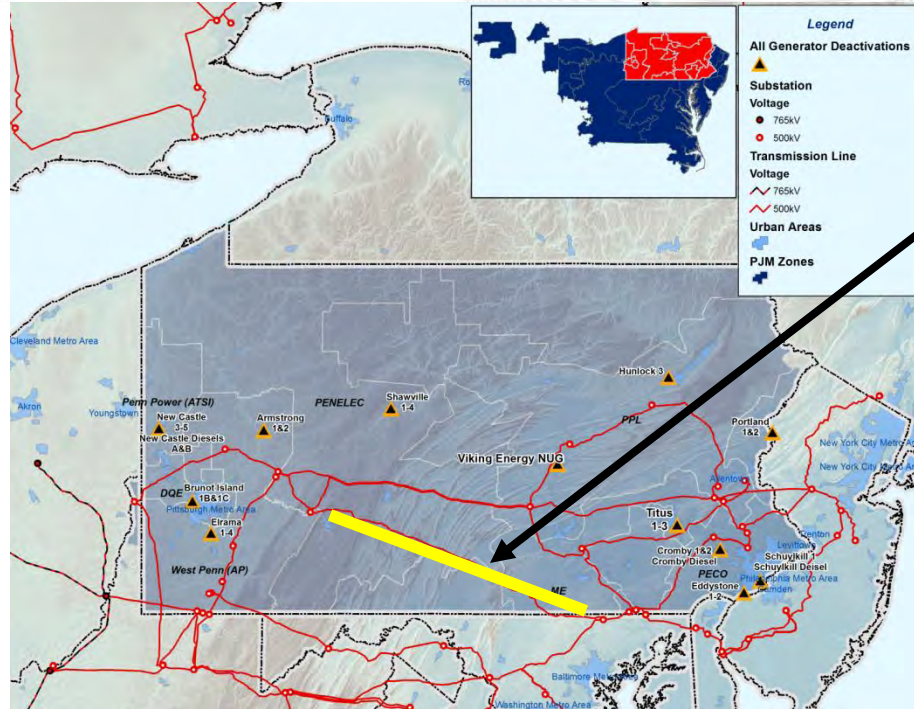 Legend
All Generator Deactivations
Substation
Voltage
765kV
500kV
Transmission Line
Voltage
765kV
500kV
Urban Areas
PJM Zones
Buffalo
Cleveland Metro Area
Akron
Youngstown
Penn Power (ATSI)
New Castle
3-5
New Castle Diesels
A&B
Armstrong
1&2
PENELEC
Shawville
1-4
Hunlock 3
PPL
Portland
1&2
New York City Metro A
New York City Metro A
Viking Energy NUG
Allentown
DQE
Brunot Island
1B&1C
Pittsburgh Metro Area
Elrama
1-4
West Penn (AP)
Titus
1-3
Cromby 1&2
Cromby Diesel
PECO
Eddystone
1-2
Levittown
Schuylkill 1
Schuylkill Deisel
Philadelphia Metro Area
Camden
ME
Baltimore Metro Area
Washington Metro Area